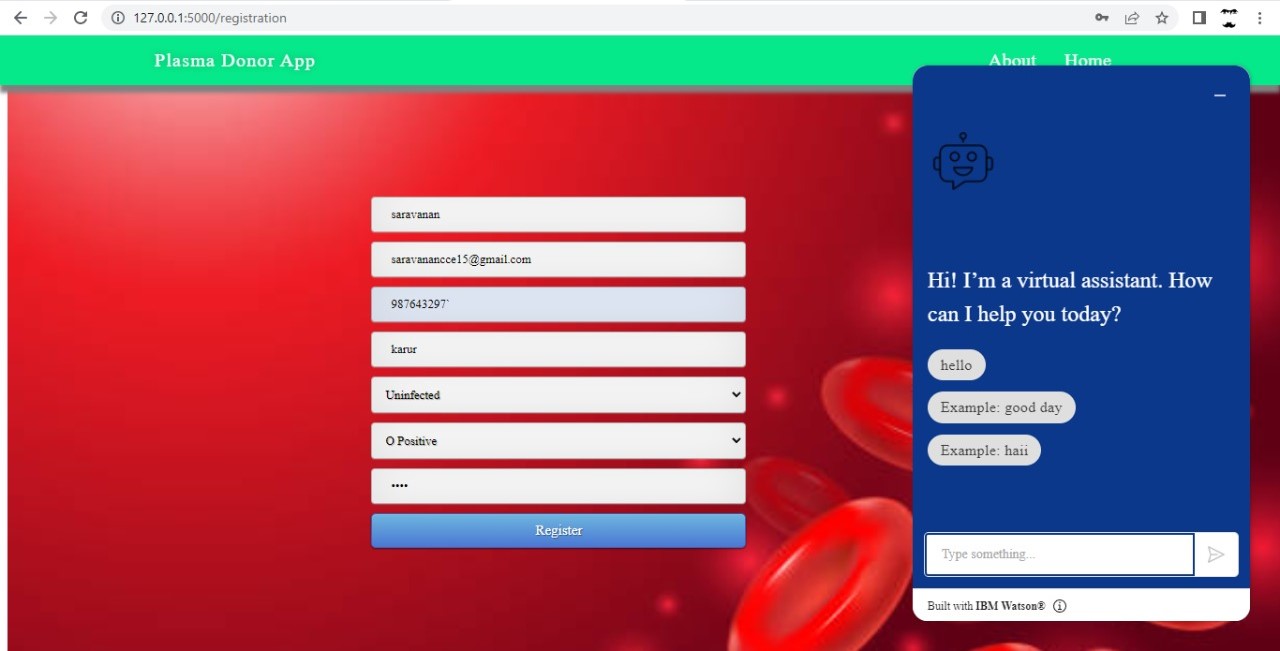 127.0.0.1:5000/registration
Plasma Donor App
About Home
saravanan
saravanancce15@gmail.com
987643297`
karur
Uninfected
O Positive
••••
Register
Hi! I’m a virtual assistant. How
can I help you today?
hello
Example: good day
Example: haii
Type something...
Built with IBM Watson®